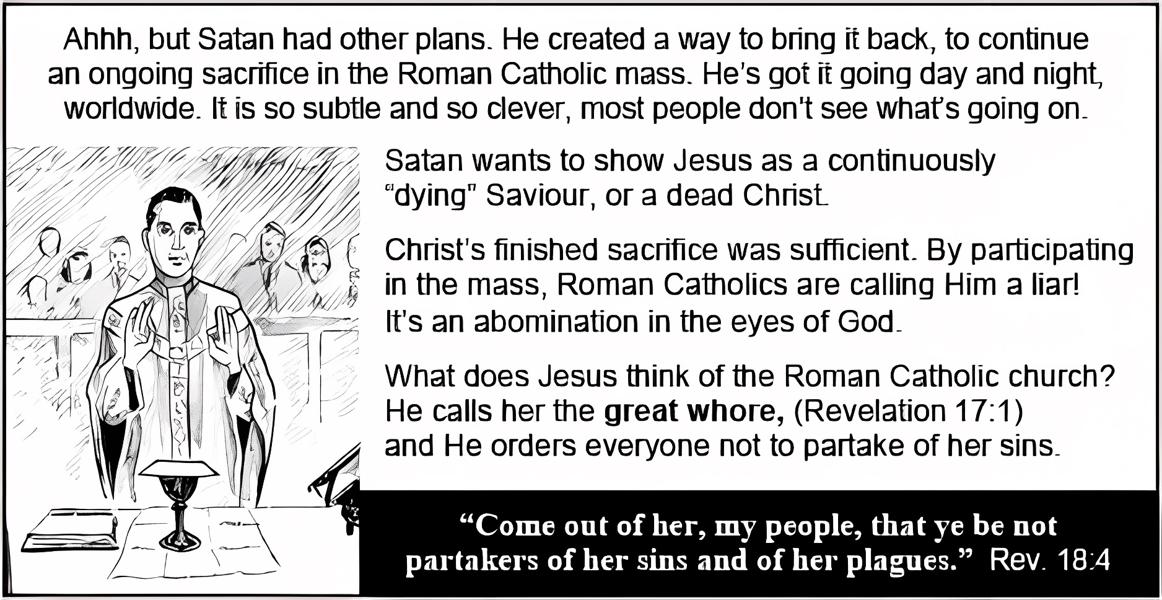 Ahhh, but Satan had other plans. He created a way to bring it back, to continue
an ongoing sacrifice in the Roman Catholic mass. He's got it going day and night,
worldwide. It is so subtle and so clever, most people don't see what's going on.
Satan wants to show Jesus as a continuously
"dying" Saviour, or a dead Christ.
Christ's finished sacrifice was sufficient. By participating
in the mass, Roman Catholics are calling Him a liar!
It's an abomination in the eyes of God.
What does Jesus think of the Roman Catholic church?
He calls her the great whore, (Revelation 17:1)
and He orders everyone not to partake of her sins.
“Come out of her, my people, that ye be not
partakers of her sins and of her plagues.” Rev. 18:4